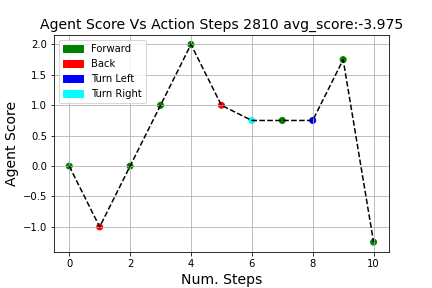 Agent Score Vs Action Steps 2810 avg_score:-3.975
Forward
Back
Turn Left
Turn Right
2.0
1.5
1.0
0.5
0.0
−0.5
−1.0
Agent Score
0 2 4 6 8 10
Num. Steps